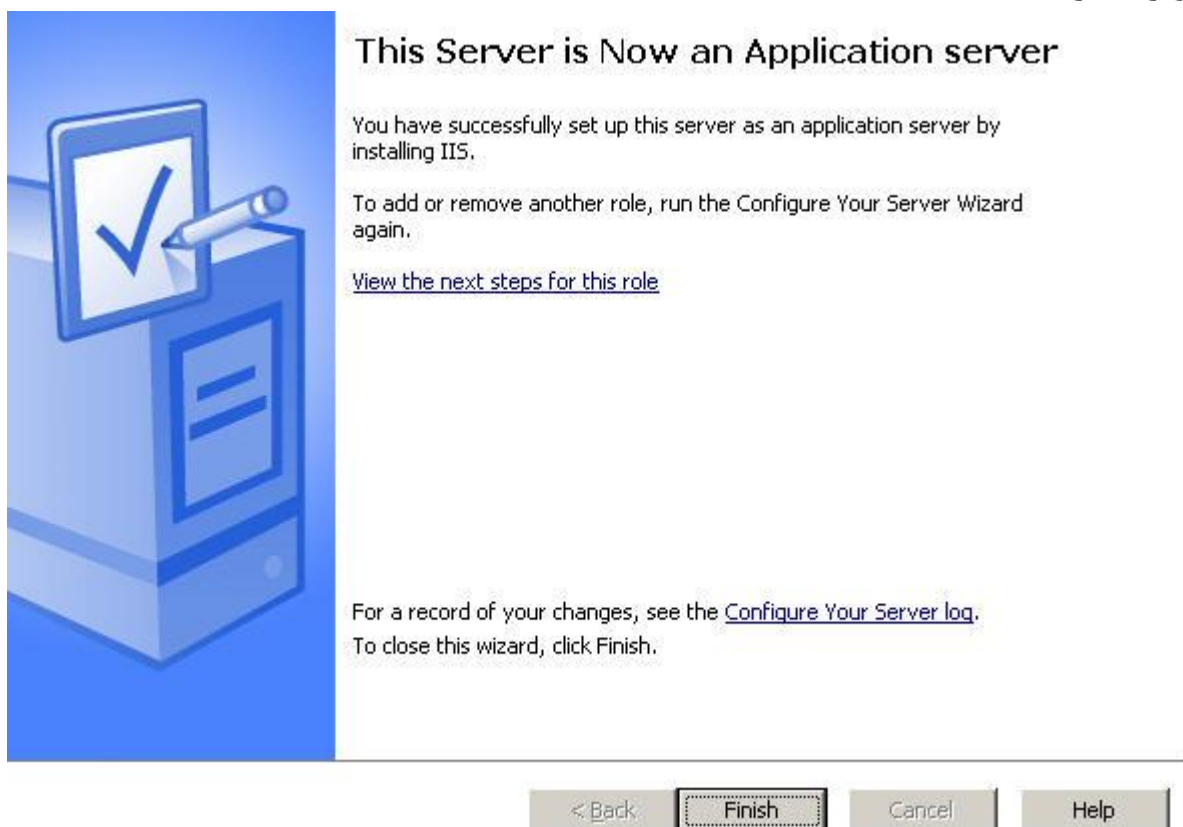 This Server is Now an Application server
You have successfully set up this server as an application server by
installing IIS.
To add or remove another role, run the Configure Your Server Wizard
again.
View the next steps for this role
For a record of your changes, see the Configure Your Server log.
To close this wizard, click Finish.
< Back
Finish
Cancel
Help